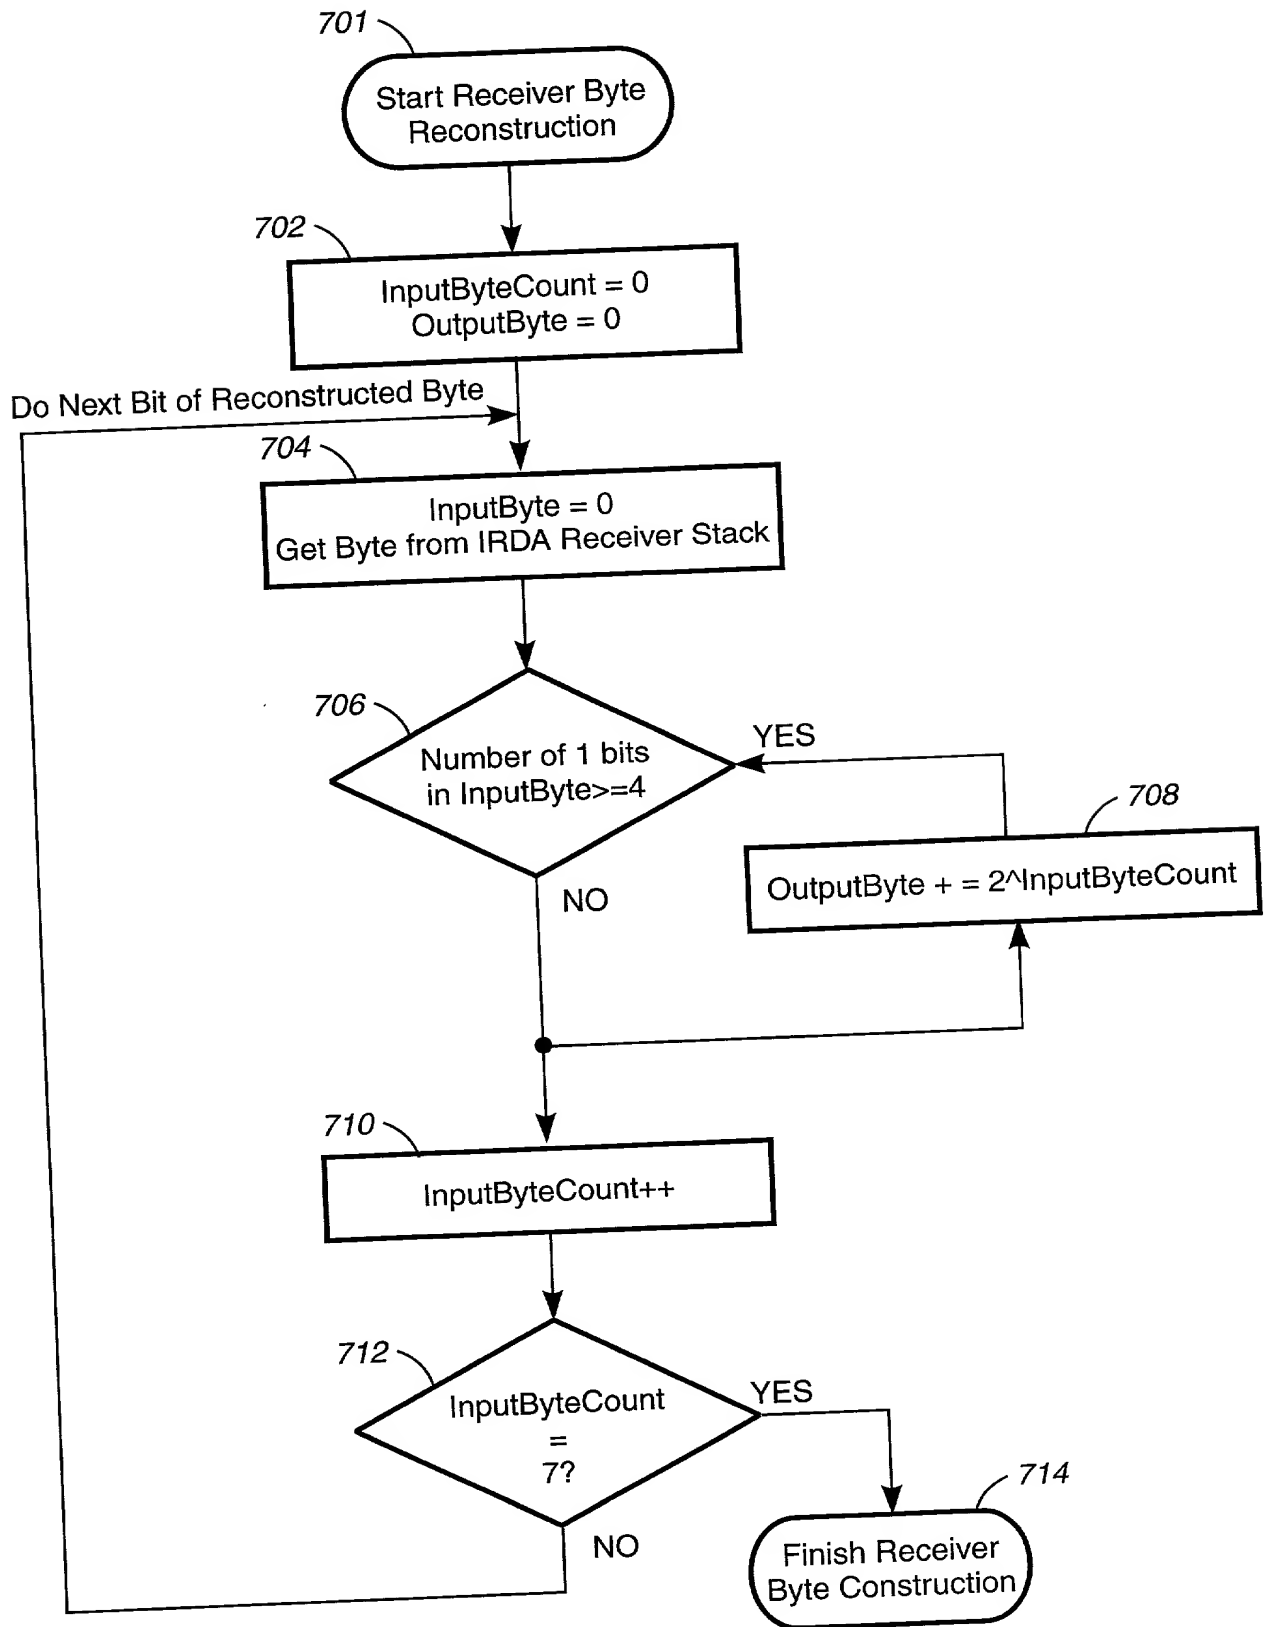 701
Start Receiver Byte
Reconstruction
702
InputByteCount = 0
OutputByte = 0
Do Next Bit of Reconstructed Byte
704
InputByte = 0
Get Byte from IRDA Receiver Stack
706
Number of 1 bits
in InputByte>=4
YES
708
OutputByte + = 2^InputByteCount
NO
710
InputByteCount++
712
InputByteCount
=
7?
YES
714
NO
Finish Receiver
Byte Construction